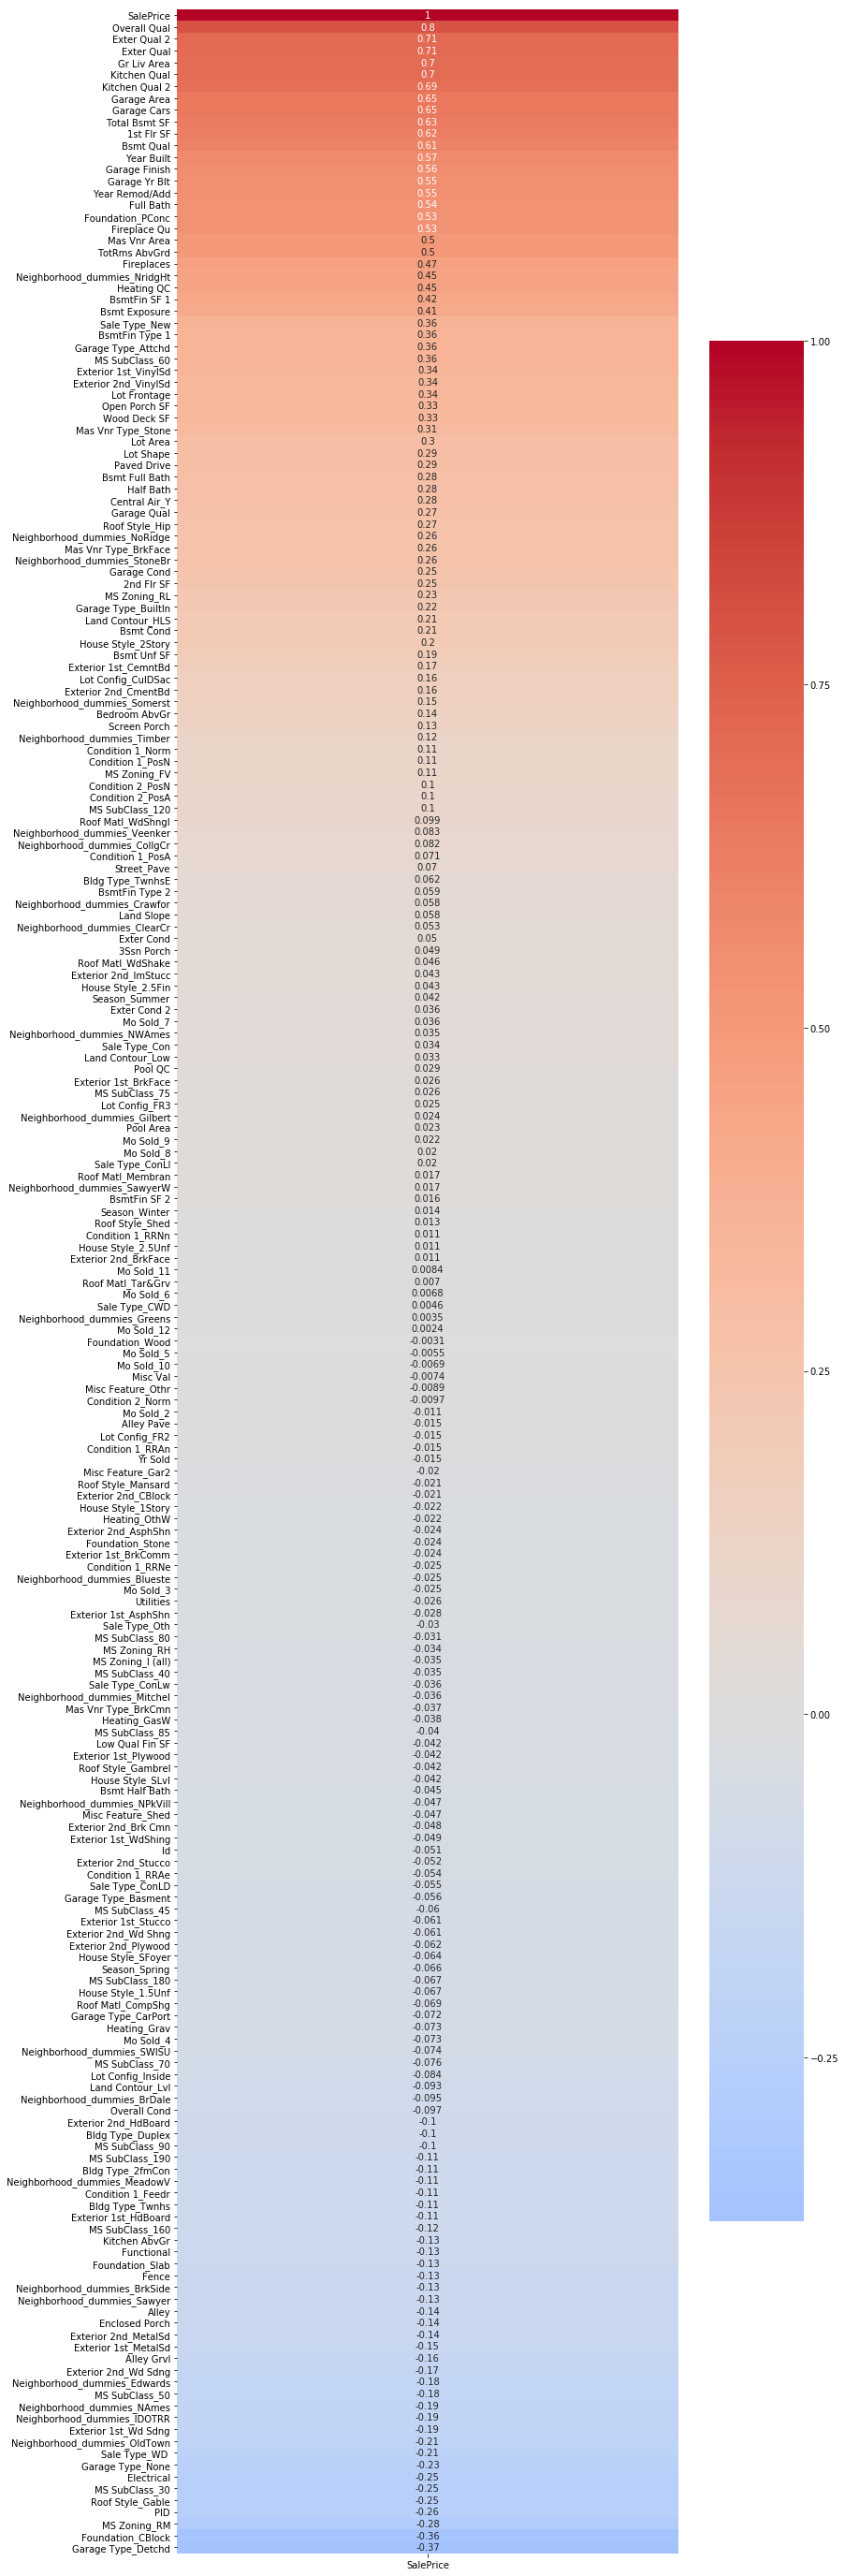 SalePrice 1
Overall Qual 0.8
Exter Qual 2 0.71
Exter Qual 0.71
Gr Liv Area 0.7
Kitchen Qual 0.7
Kitchen Qual 2 0.69
Garage Area 0.65
Garage Cars 0.65
Total Bsmt SF 0.63
1st Flr SF 0.62
Bsmt Qual 0.61
Year Built 0.57
Garage Finish 0.56
Garage Yr Blt 0.55
Year Remod/Add 0.55
Full Bath 0.54
Foundation_PConc 0.53
Fireplace Qu 0.53
Mas Vnr Area 0.5
TotRms AbvGrd 0.5
Fireplaces 0.47
Neighborhood_dummies_NridgHt 0.45
Heating QC 0.45
BsmtFin SF 1 0.42
Bsmt Exposure 0.41
Sale Type_New 0.36
BsmtFin Type 1 0.36
Garage Type_Attchd 0.36
MS SubClass_60 0.36
Exterior 1st_VinylSd 0.34
Exterior 2nd_VinylSd 0.34
Lot Frontage 0.34
Open Porch SF 0.33
Wood Deck SF 0.33
Mas Vnr Type_Stone 0.31
Lot Area 0.3
Lot Shape 0.29
Paved Drive 0.29
Bsmt Full Bath 0.28
Half Bath 0.28
Central Air_Y 0.28
Garage Qual 0.27
Roof Style_Hip 0.27
Neighborhood_dummies_NoRidge 0.26
Mas Vnr Type_BrkFace 0.26
Neighborhood_dummies_StoneBr 0.26
Garage Cond 0.25
2nd Flr SF 0.25
MS Zoning_RL 0.23
Garage Type_BuiltIn 0.22
Land Contour_HLS 0.21
Bsmt Cond 0.21
House Style_2Story 0.2
Bsmt Unf SF 0.19
Exterior 1st_CemntBd 0.17
Lot Config_CulDSac 0.16
Exterior 2nd_CmentBd 0.16
Neighborhood_dummies_Somerst 0.15
Bedroom AbvGr 0.14
Screen Porch 0.13
Neighborhood_dummies_Timber 0.12
Condition 1_Norm 0.11
Condition 1_PosN 0.11
MS Zoning_FV 0.11
Condition 2_PosN 0.1
Condition 2_PosA 0.1
MS SubClass_120 0.1
Roof Matl_WdShngl 0.099
Neighborhood_dummies_Veenker 0.083
Neighborhood_dummies_CollgCr 0.082
Condition 1_PosA 0.071
Street_Pave 0.07
Bldg Type_TwnhsE 0.062
BsmtFin Type 2 0.059
Neighborhood_dummies_Crawfor 0.058
Land Slope 0.058
Neighborhood_dummies_ClearCr 0.053
Exter Cond 0.05
3Ssn Porch 0.049
Roof Matl_WdShake 0.046
Exterior 2nd_ImStucc 0.043
House Style_2.5Fin 0.043
Season_Summer 0.042
Exter Cond 2 0.036
Mo Sold_7 0.036
Neighborhood_dummies_NWAmes 0.035
Sale Type_Con 0.034
Land Contour_Low 0.033
Pool QC 0.029
Exterior 1st_BrkFace 0.026
MS SubClass_75 0.026
Lot Config_FR3 0.025
Neighborhood_dummies_Gilbert 0.024
Pool Area 0.023
Mo Sold_9 0.022
Mo Sold_8 0.02
Sale Type_ConLI 0.02
Roof Matl_Membran 0.017
Neighborhood_dummies_SawyerW 0.017
BsmtFin SF 2 0.016
Season_Winter 0.014
Roof Style_Shed 0.013
Condition 1_RRNn 0.011
House Style_2.5Unf 0.011
Exterior 2nd_BrkFace 0.011
Mo Sold_11 0.0084
Roof Matl_Tar&Grv 0.007
Mo Sold_6 0.0068
Sale Type_CWD 0.0046
Neighborhood_dummies_Greens 0.0035
Mo Sold_12 0.0024
Foundation_Wood -0.0031
Mo Sold_5 -0.0055
Mo Sold_10 -0.0069
Misc Val -0.0074
Misc Feature_Othr -0.0089
Condition 2_Norm -0.0097
Mo Sold_2 -0.011
Alley Pave -0.015
Lot Config_FR2 -0.015
Condition 1_RRAn -0.015
Yr Sold -0.015
Misc Feature_Gar2 -0.02
Roof Style_Mansard -0.021
Exterior 2nd_CBlock -0.021
House Style_1Story -0.022
Heating_OthW -0.022
Exterior 2nd_AsphShn -0.024
Foundation_Stone -0.024
Exterior 1st_BrkComm -0.024
Condition 1_RRNe -0.025
Neighborhood_dummies_Blueste -0.025
Mo Sold_3 -0.025
Utilities -0.026
Exterior 1st_AsphShn -0.028
Sale Type_Oth -0.03
MS SubClass_80 -0.031
MS Zoning_RH -0.034
MS Zoning_I (all) -0.035
MS SubClass_40 -0.035
Sale Type_ConLw -0.036
Neighborhood_dummies_Mitchel -0.036
Mas Vnr Type_BrkCmn -0.037
Heating_GasW -0.038
MS SubClass_85 -0.04
Low Qual Fin SF -0.042
Exterior 1st_Plywood -0.042
Roof Style_Gambrel -0.042
House Style_SLvl -0.042
Bsmt Half Bath -0.045
Neighborhood_dummies_NPkVill -0.047
Misc Feature_Shed -0.047
Exterior 2nd_Brk Cmn -0.048
Exterior 1st_WdShing -0.049
Id -0.051
Exterior 2nd_Stucco -0.052
Condition 1_RRAe -0.054
Sale Type_ConLD -0.055
Garage Type_Basment -0.056
MS SubClass_45 -0.06
Exterior 1st_Stucco -0.061
Exterior 2nd_Wd Shng -0.061
Exterior 2nd_Plywood -0.062
House Style_SFoyer -0.064
Season_Spring -0.066
MS SubClass_180 -0.067
House Style_1.5Unf -0.067
Roof Matl_CompShg -0.069
Garage Type_CarPort -0.072
Heating_Grav -0.073
Mo Sold_4 -0.073
Neighborhood_dummies_SWISU -0.074
MS SubClass_70 -0.076
Lot Config_Inside -0.084
Land Contour_Lvl -0.093
Neighborhood_dummies_BrDale -0.095
Overall Cond -0.097
Exterior 2nd_HdBoard -0.1
Bldg Type_Duplex -0.1
MS SubClass_90 -0.1
MS SubClass_190 -0.11
Bldg Type_2fmCon -0.11
Neighborhood_dummies_MeadowV -0.11
Condition 1_Feedr -0.11
Bldg Type_Twnhs -0.11
Exterior 1st_HdBoard -0.11
MS SubClass_160 -0.12
Kitchen AbvGr -0.13
Functional -0.13
Foundation_Slab -0.13
Fence -0.13
Neighborhood_dummies_BrkSide -0.13
Neighborhood_dummies_Sawyer -0.13
Alley -0.14
Enclosed Porch -0.14
Exterior 2nd_MetalSd -0.14
Exterior 1st_MetalSd -0.15
Alley Grvl -0.16
Exterior 2nd_Wd Sdng -0.17
Neighborhood_dummies_Edwards -0.18
MS SubClass_50 -0.18
Neighborhood_dummies_NAmes -0.19
Neighborhood_dummies_IDOTRR -0.19
Exterior 1st_Wd Sdng -0.19
Neighborhood_dummies_OldTown -0.21
Sale Type_WD -0.21
Garage Type_None -0.23
Electrical -0.25
MS SubClass_30 -0.25
Roof Style_Gable -0.25
PID -0.26
MS Zoning_RM -0.28
Foundation_CBlock -0.36
Garage Type_Detchd -0.37
SalePrice
1.00
0.75
0.50
0.25
0.00
−0.25